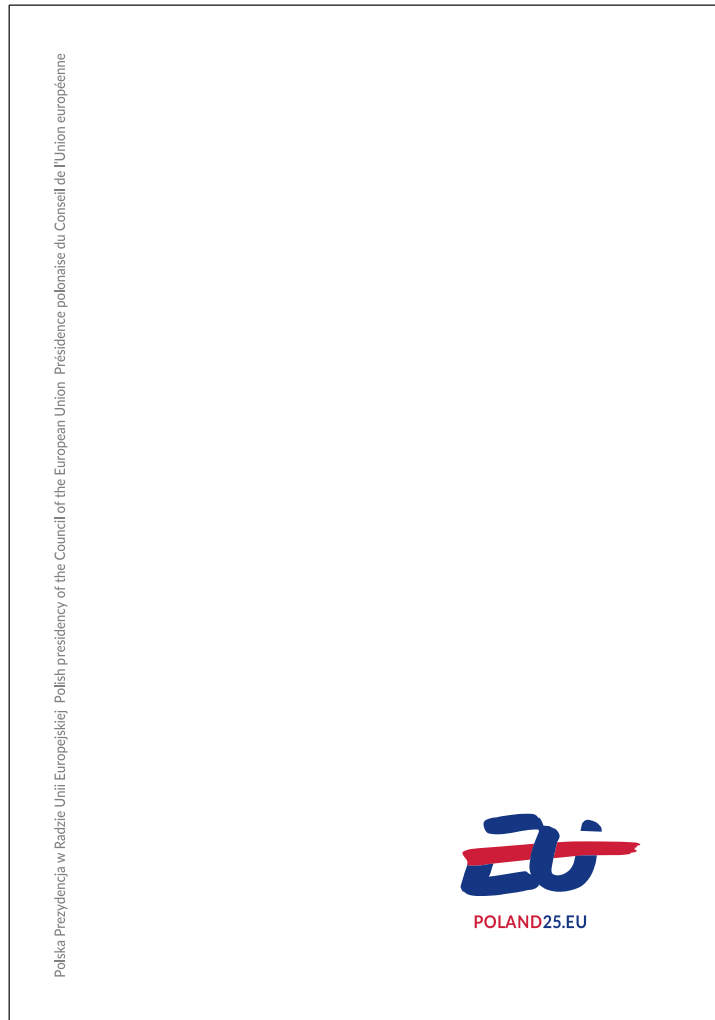 Polska Prezydencja w Radzie Unii Europejskiej Polish presidency of the Council of the European Union Présidence polonaise du Conseil de l'Union européenne
EU
POLAND25.EU